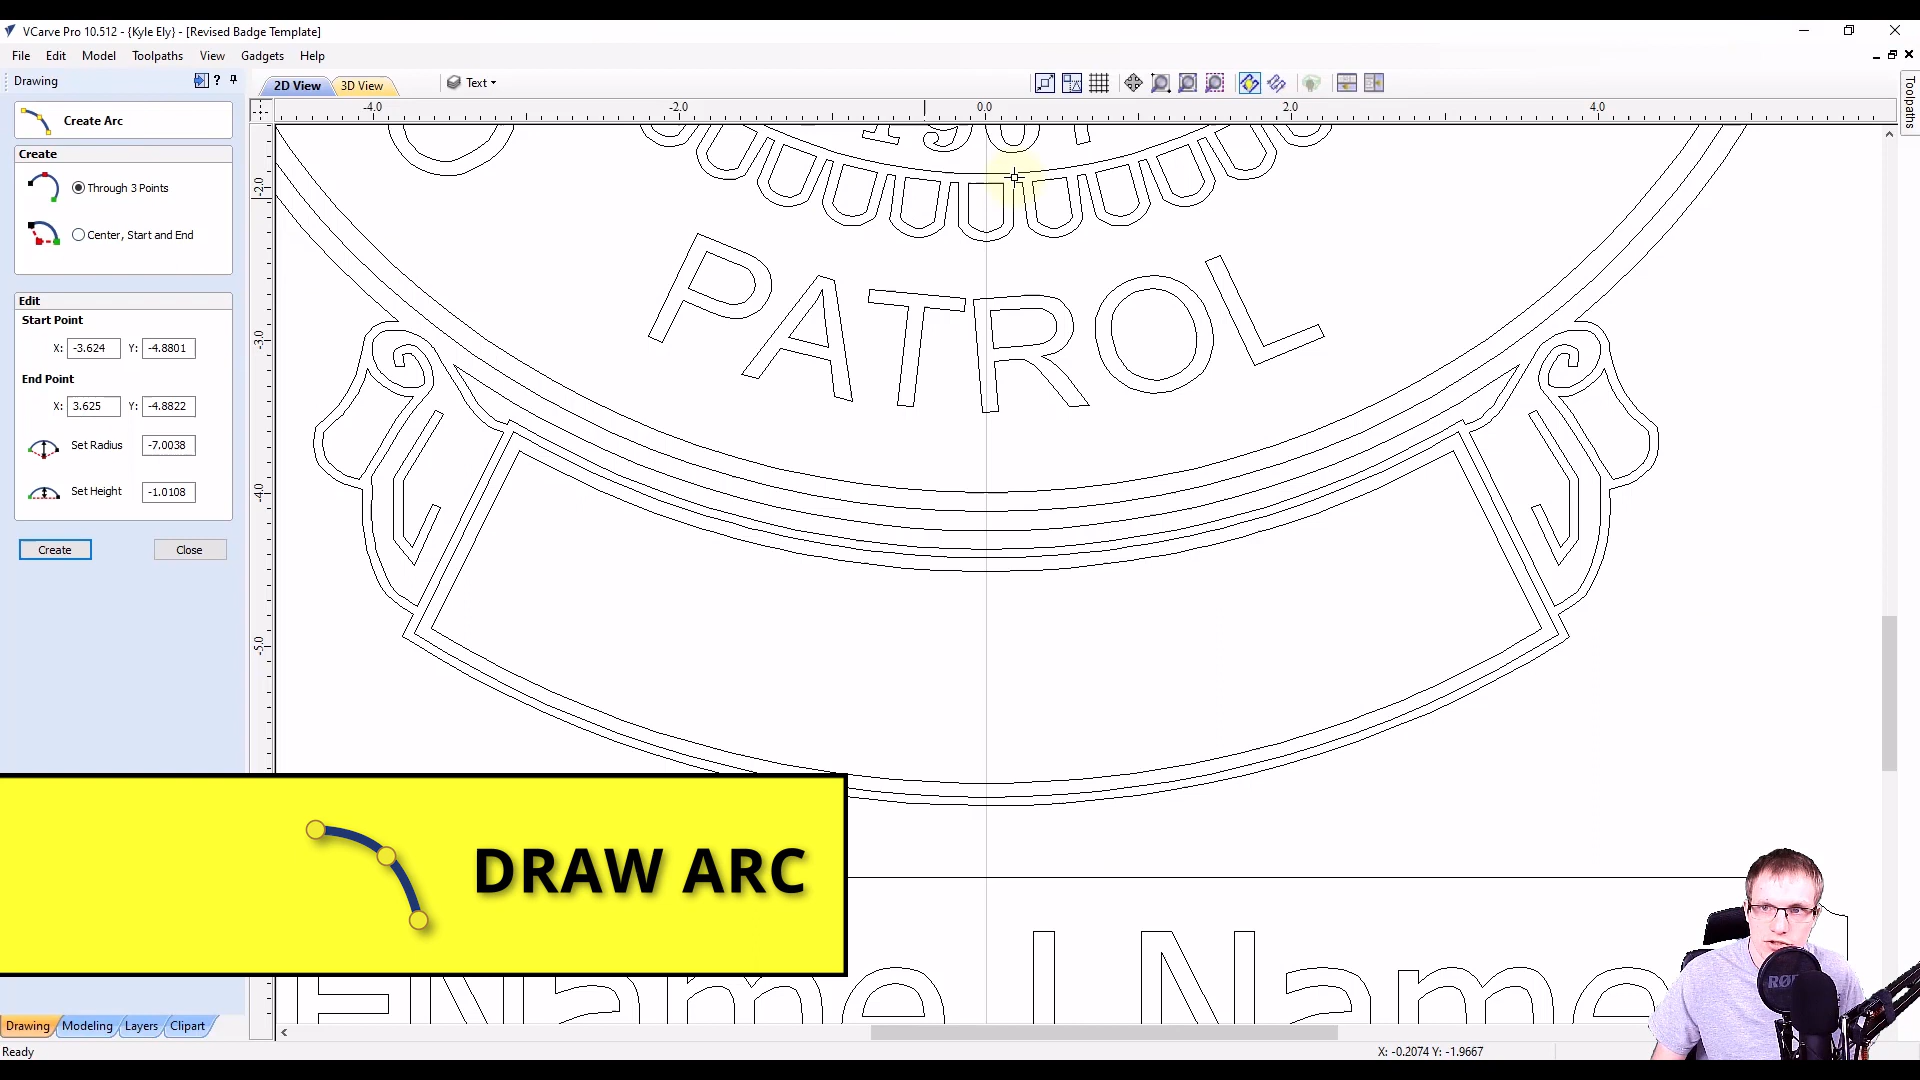 VCarve Pro 10.512 - {Kyle Ely} - [Revised Badge Template]
File Edit Model Toolpaths View Gadgets Help
Drawing
2D View 3D View Text
Toolpaths
-4.0 -2.0 0.0 2.0 4.0
Create Arc
Create
Through 3 Points
Center, Start and End
Edit
Start Point
X: -3.624 Y: -4.8801
End Point
X: 3.625 Y: -4.8822
Set Radius -7.0038
Set Height -1.0108
Create Close
-2.0
-3.0
-4.0
-5.0
PATROL
DRAW ARC
FName LName
RØDE
Drawing Modeling Layers Clipart
Ready
X: -0.2074 Y: -1.9667